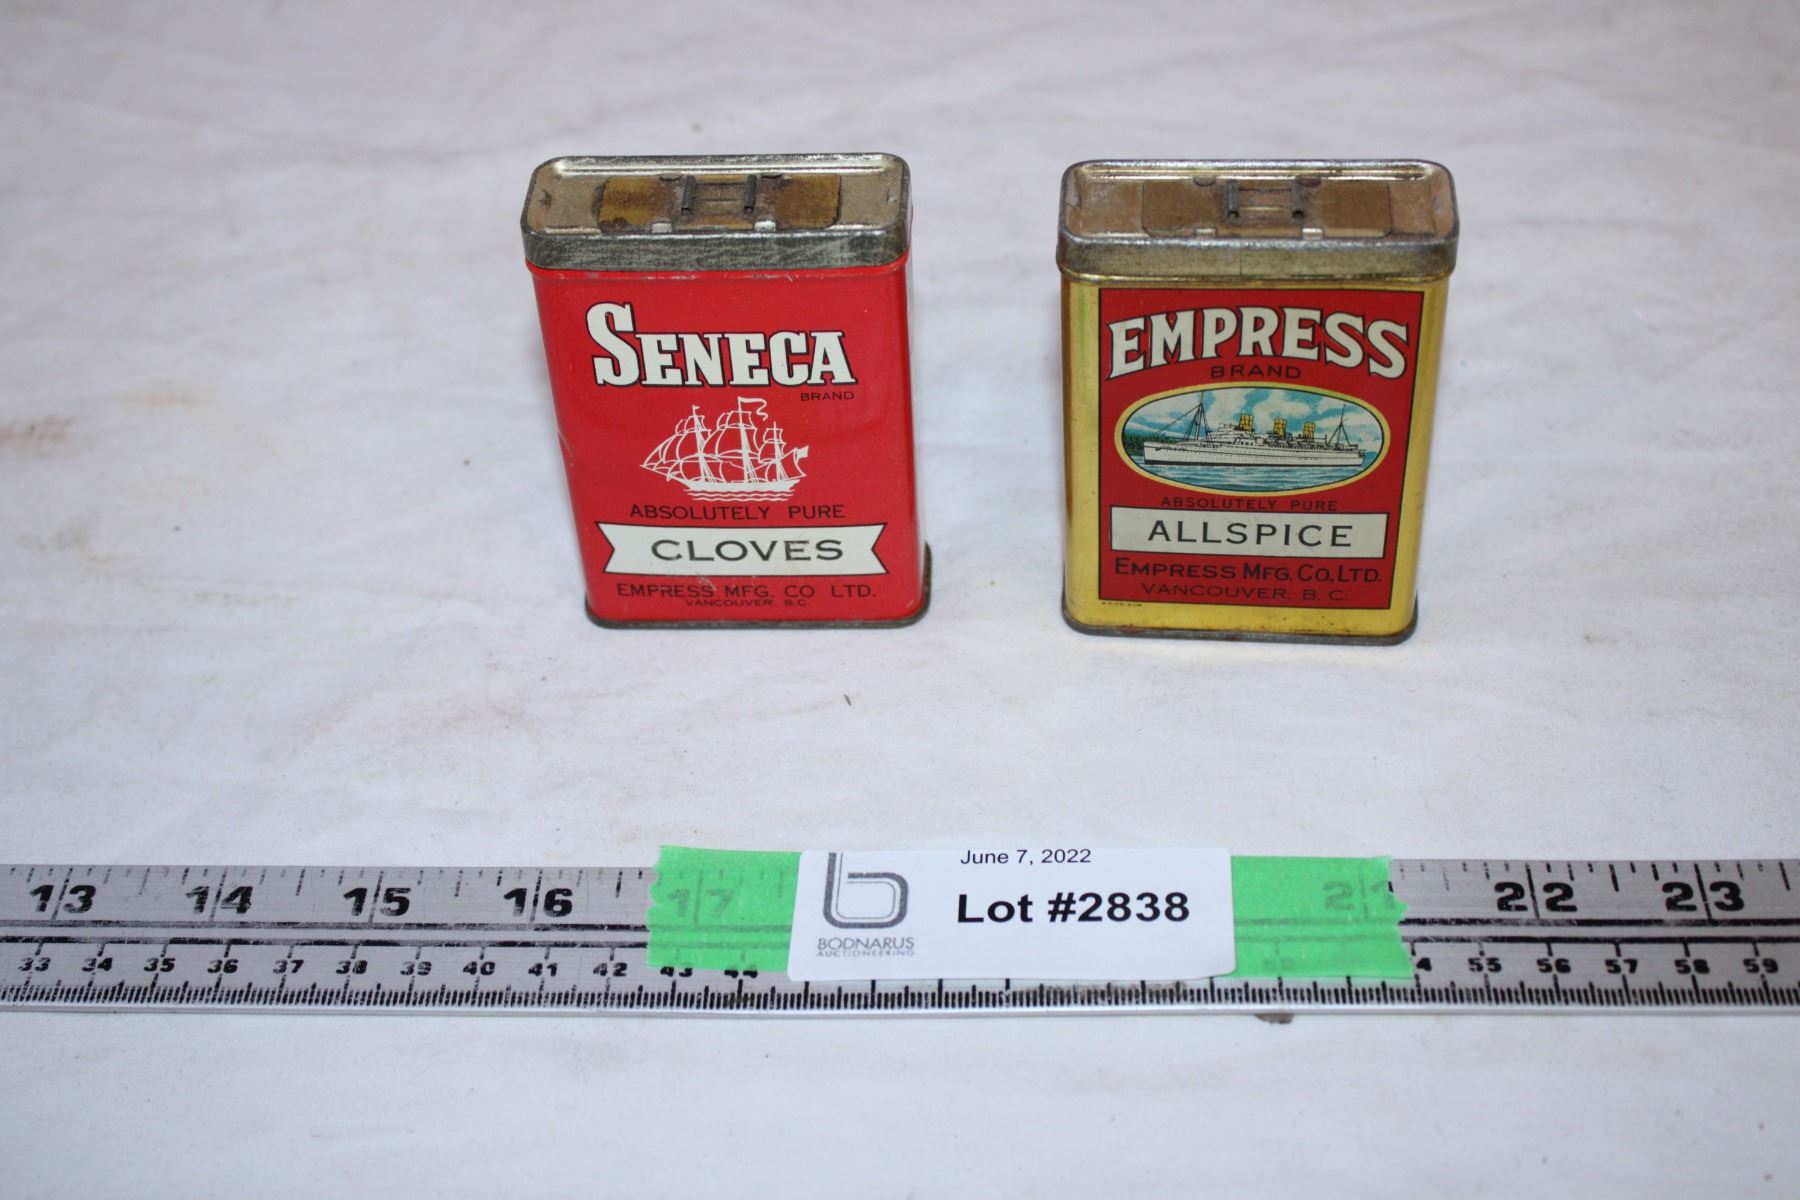 SENECA
BRAND
ABSOLUTELY PURE
CLOVES
EMPRESS MFG. CO LTD.
VANCOUVER. B.C.
EMPRESS
BRAND
ABSOLUTELY PURE
ALLSPICE
EMPRESS MFG. CO. LTD.
VANCOUVER. B. C.
June 7, 2022
Lot #2838
BODNARUS
AUCTIONEERING
13 14 15 16 17 22 23
33 34 35 36 37 38 39 40 41 42 43 44 55 56 57 58 59